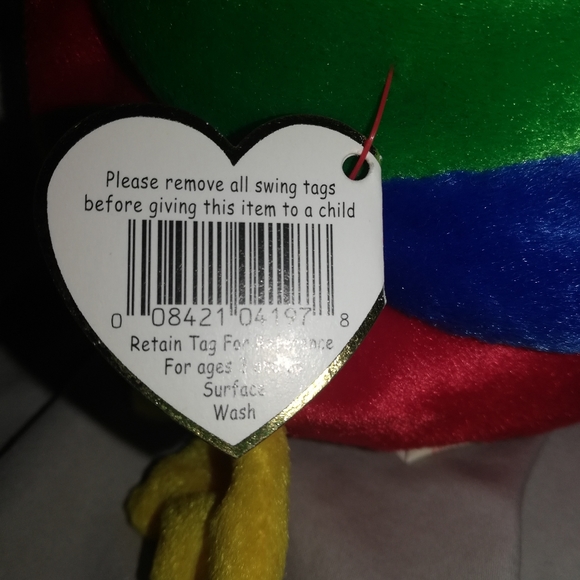 Please remove all swing tags
before giving this item to a child
0 08421 04197 8
Retain Tag For
For ages
Surface
Wash